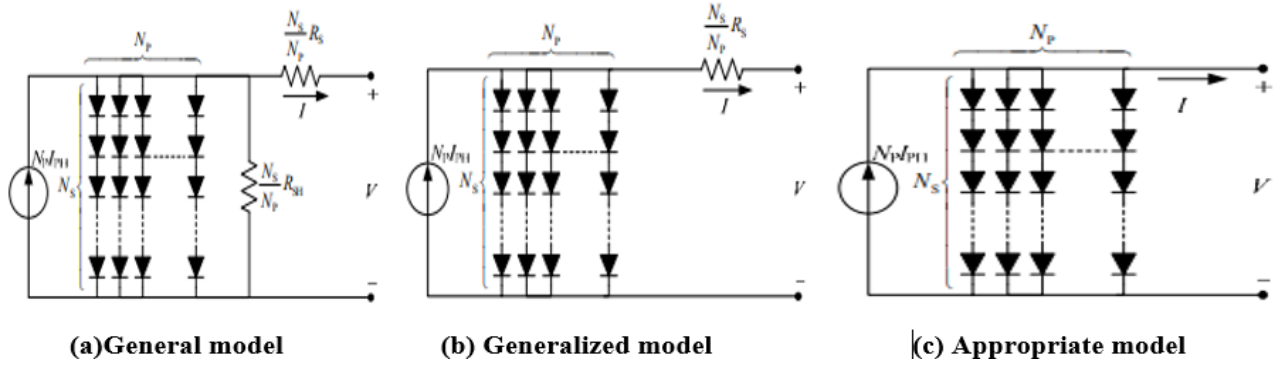 N_P
N_S/N_P R_S
I
+
N_P I_PH
N_S
N_S/N_P R_SH
V
−
(a)General model
N_P
N_S/N_P R_S
I
+
N_P I_PH
N_S
V
−
(b) Generalized model
N_P
I
+
N_P I_PH
N_S
V
−
(c) Appropriate model